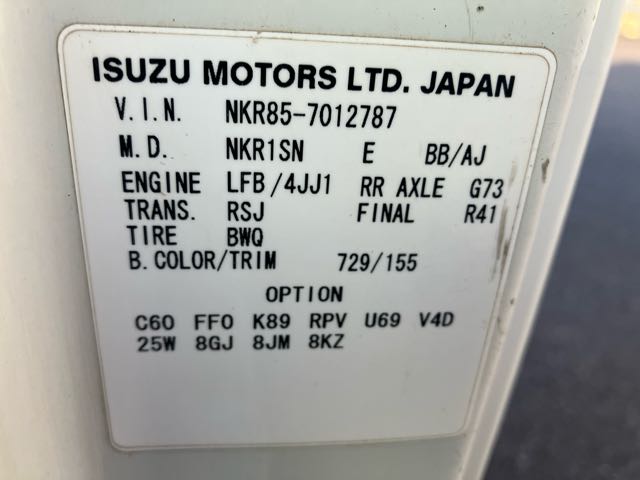 ISUZU MOTORS LTD. JAPAN
V.I.N. NKR85-7012787
M.D. NKR1SN E BB/AJ
ENGINE LFB/4JJ1 RR AXLE G73
TRANS. RSJ FINAL R41
TIRE BWQ
B.COLOR/TRIM 729/155
OPTION
C60 FF0 K89 RPV U69 V4D
25W 8GJ 8JM 8KZ